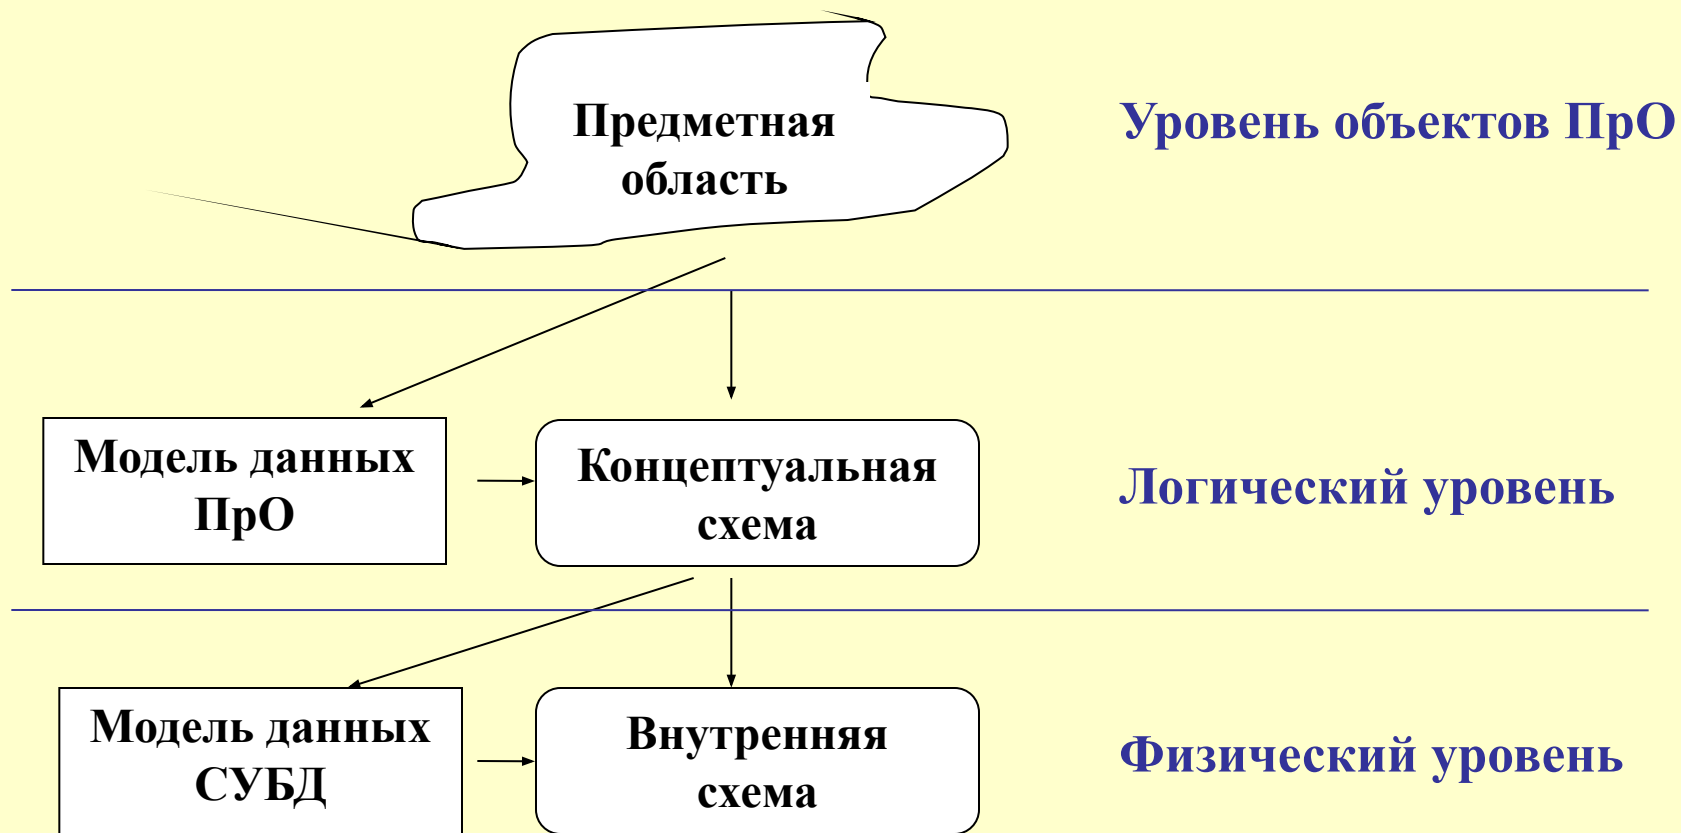 Предметная
область
Уровень объектов ПрО
Модель данных
ПрО
Концептуальная
схема
Логический уровень
Модель данных
СУБД
Внутренняя
схема
Физический уровень